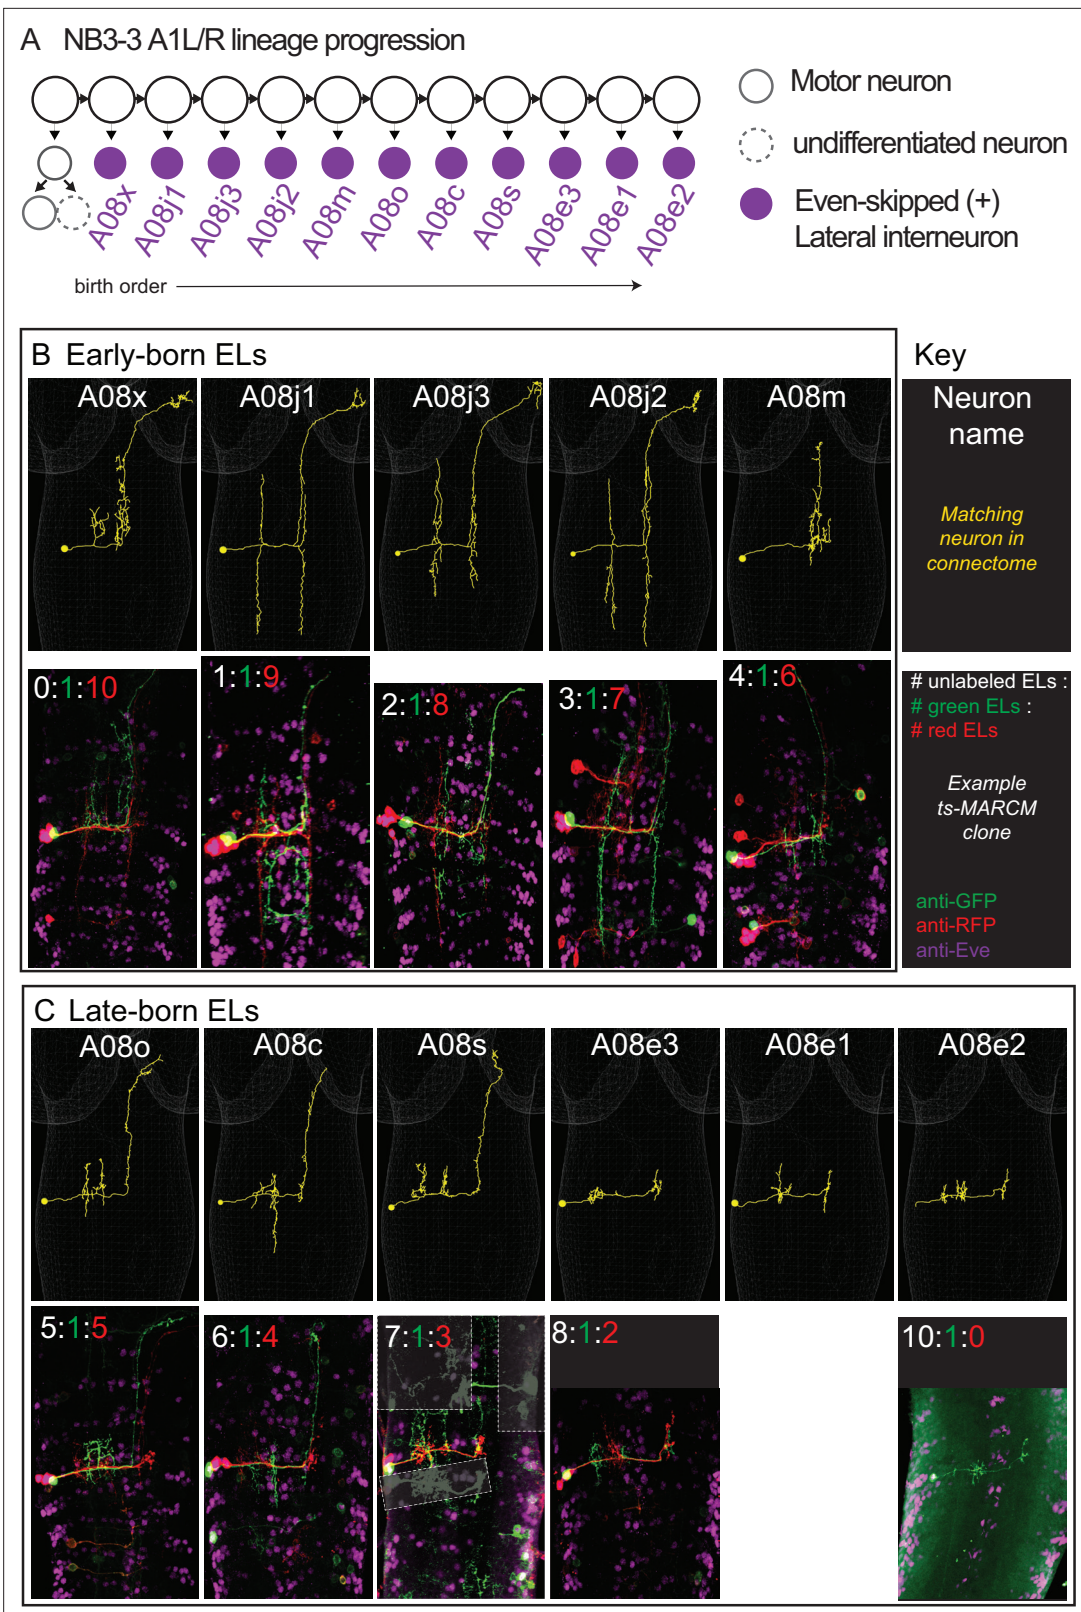 A NB3-3 A1L/R lineage progression
Motor neuron
undifferentiated neuron
Even-skipped (+)
Lateral interneuron
A08x
A08j1
A08j3
A08j2
A08m
A08o
A08c
A08s
A08e3
A08e1
A08e2
birth order
B Early-born ELs
A08x
A08j1
A08j3
A08j2
A08m
0:1:10
1:1:9
2:1:8
3:1:7
4:1:6
Key
Neuron
name
Matching
neuron in
connectome
# unlabeled ELs :
# green ELs :
# red ELs
Example
ts-MARCM
clone
anti-GFP
anti-RFP
anti-Eve
C Late-born ELs
A08o
A08c
A08s
A08e3
A08e1
A08e2
5:1:5
6:1:4
7:1:3
8:1:2
10:1:0